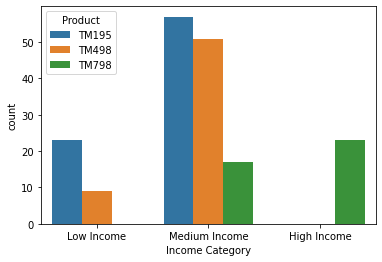 Product
TM195
TM498
TM798
50
40
30
20
10
0
count
Low Income
Medium Income
High Income
Income Category